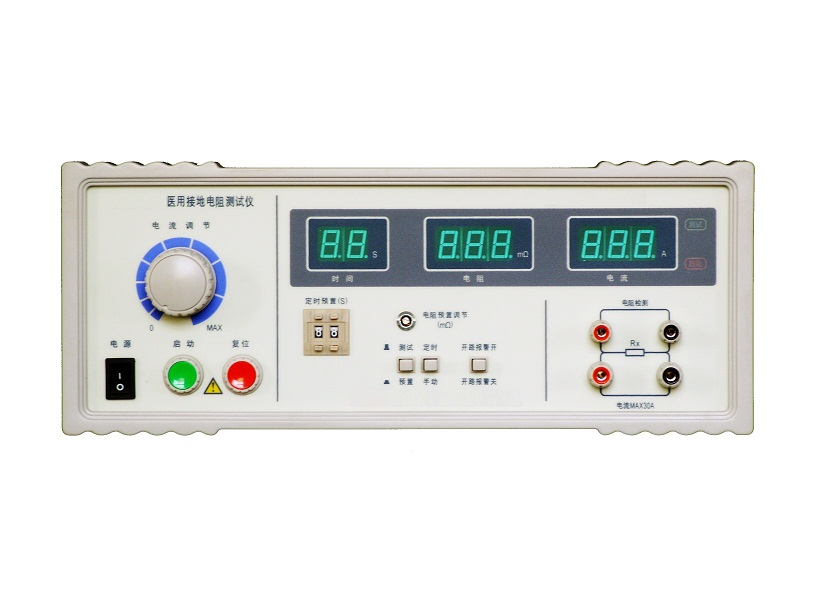 医用接地电阻测试仪
电 流 调 节
0 MAX
电 源
启 动
复 位
I
O
88 S
888 mΩ
888 A
时 间
电 阻
电 流
测试
定时预置(S)
0 0
电阻预置调节
(mΩ)
测试 定时 开路报警开
预置 手动 开路报警关
电阻检测
Rx
电流MAX30A